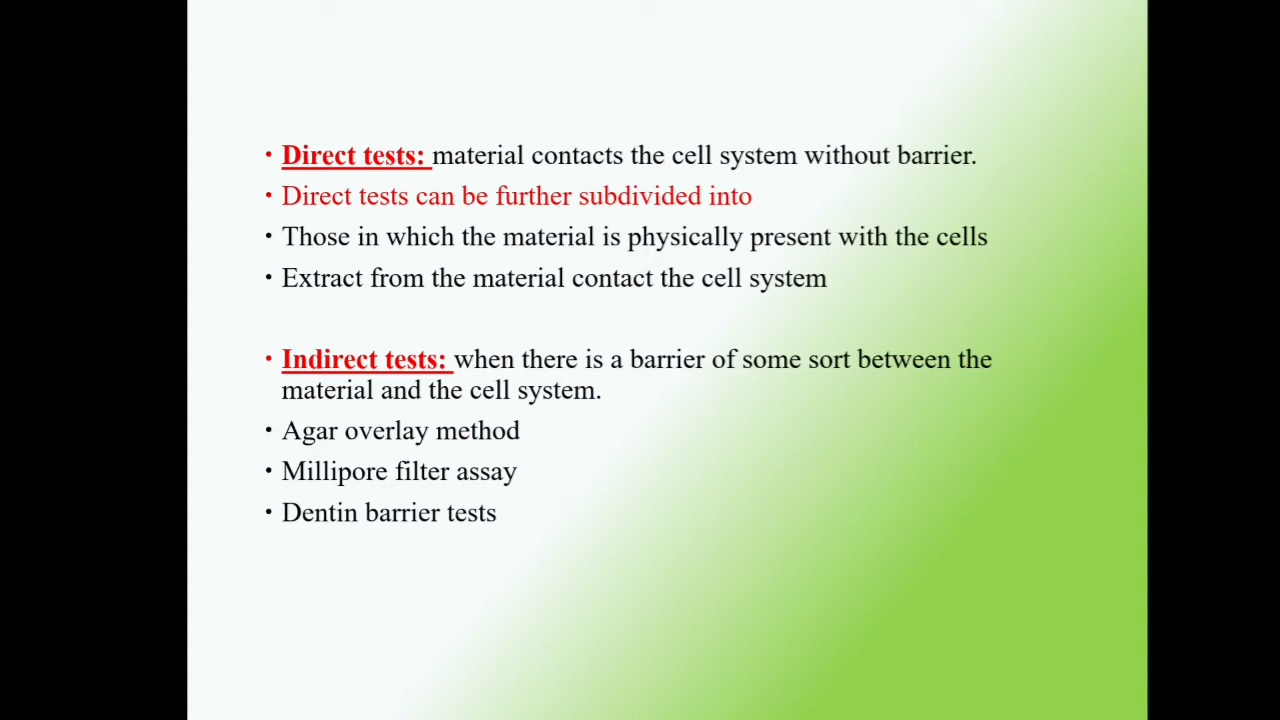 • Direct tests: material contacts the cell system without barrier.
• Direct tests can be further subdivided into
• Those in which the material is physically present with the cells
• Extract from the material contact the cell system
• Indirect tests: when there is a barrier of some sort between the
material and the cell system.
• Agar overlay method
• Millipore filter assay
• Dentin barrier tests